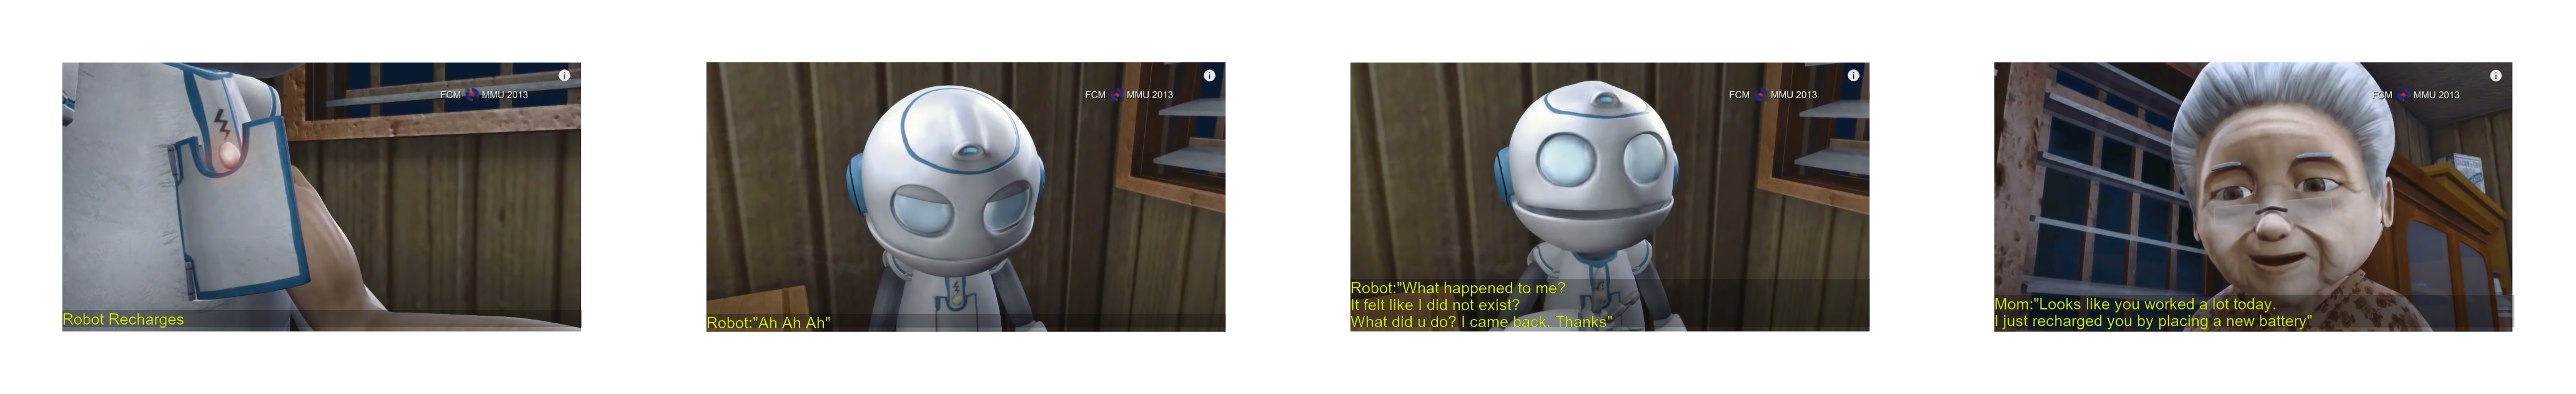 FCM MMU 2013
Robot Recharges
FCM MMU 2013
Robot:"Ah Ah Ah"
FCM MMU 2013
Robot:"What happened to me?
It felt like I did not exist?
What did u do? I came back. Thanks"
FCM MMU 2013
Mom:"Looks like you worked a lot today.
I just recharged you by placing a new battery"